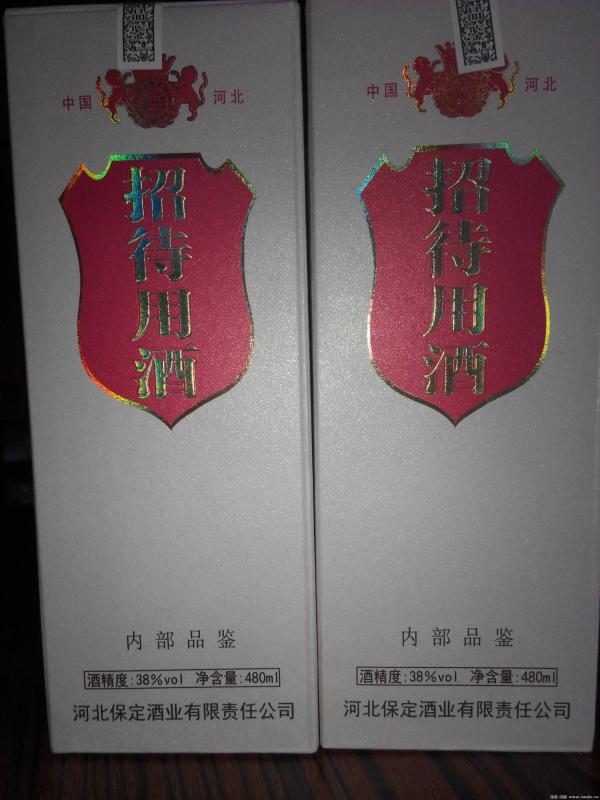 中国 河北
招待用酒
内部品鉴
酒精度:38%vol 净含量:480ml
河北保定酒业有限责任公司
中国 河北
招待用酒
内部品鉴
酒精度:38%vol 净含量:480ml
河北保定酒业有限责任公司